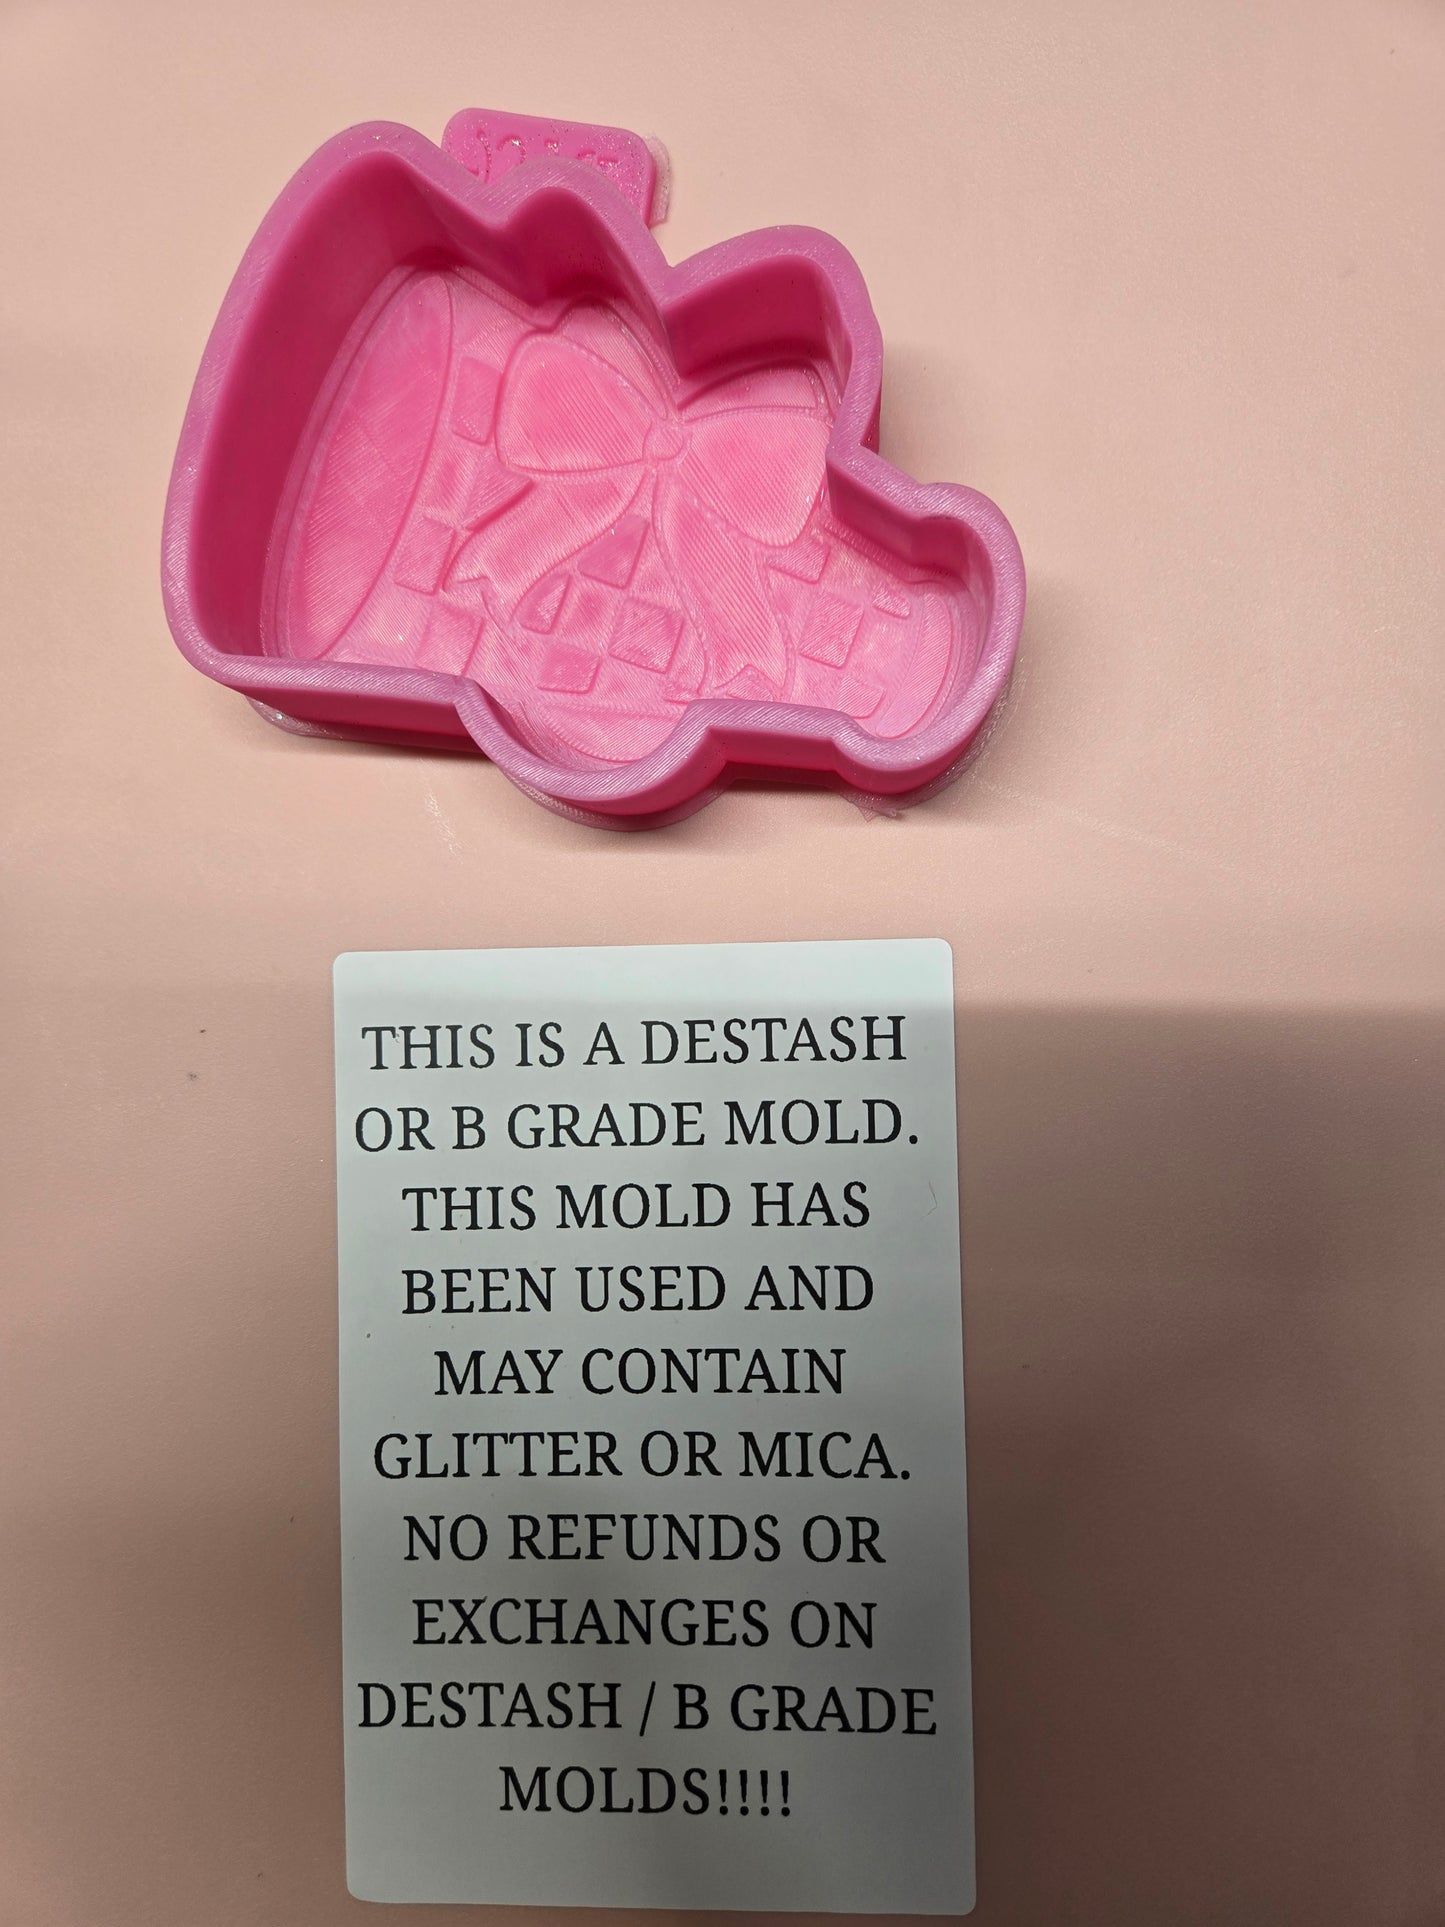 THIS IS A DESTASH
OR B GRADE MOLD.
THIS MOLD HAS
BEEN USED AND
MAY CONTAIN
GLITTER OR MICA.
NO REFUNDS OR
EXCHANGES ON
DESTASH / B GRADE
MOLDS!!!!